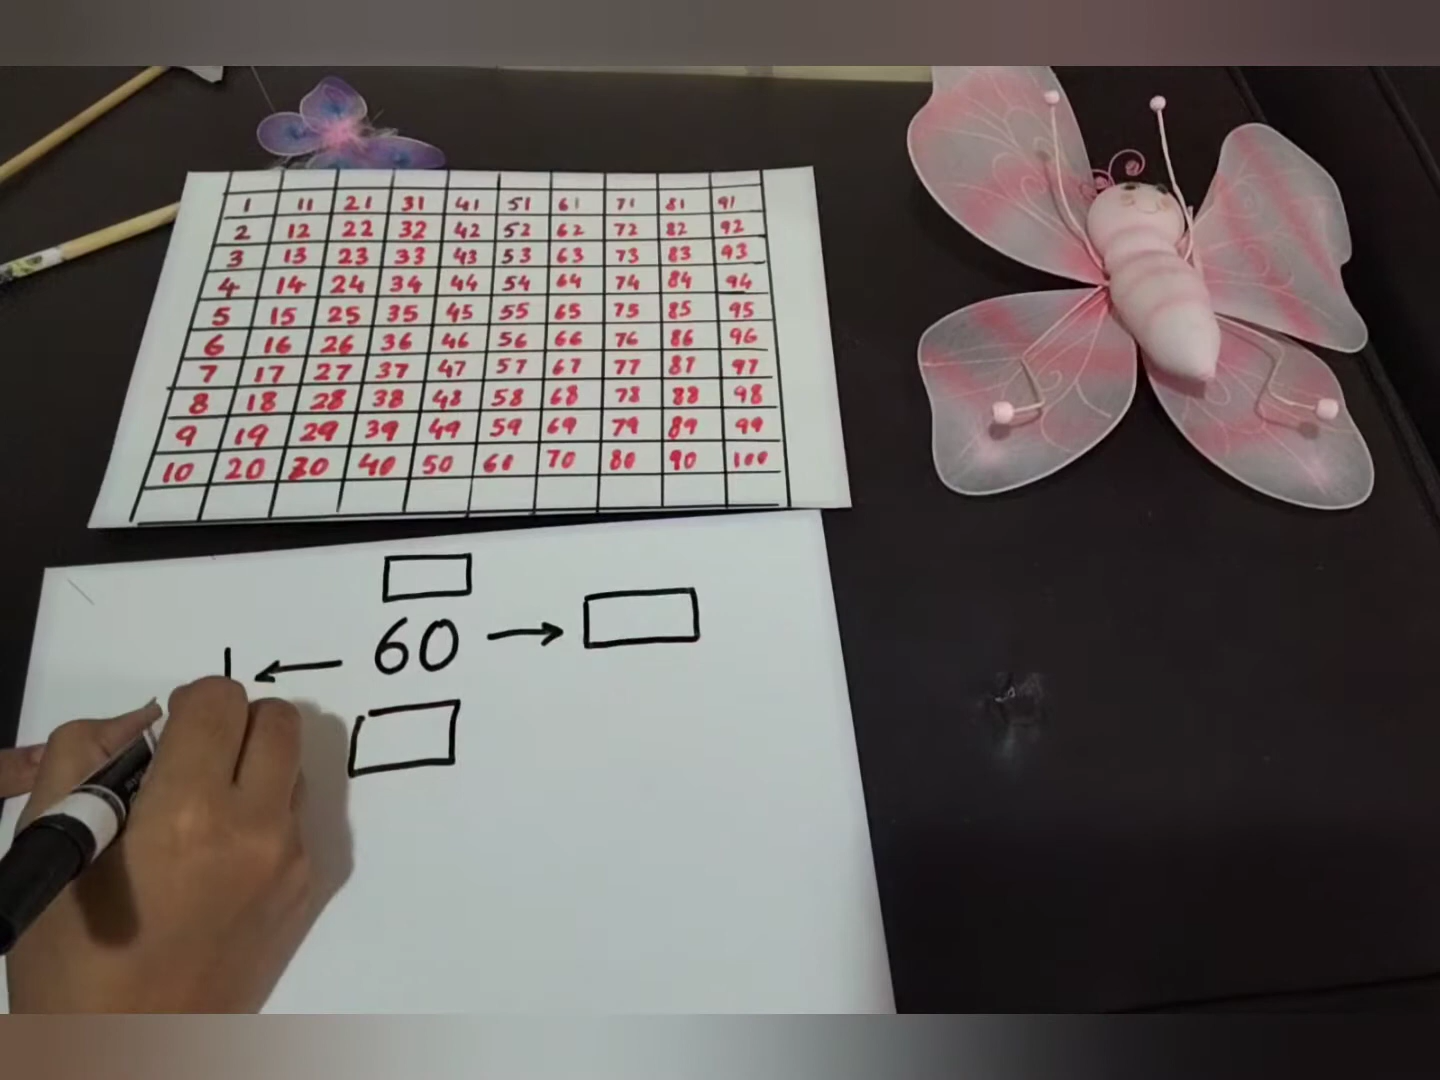 1 11 21 31 41 51 61 71 81 91
2 12 22 32 42 52 62 72 82 92
3 13 23 33 43 53 63 73 83 93
4 14 24 34 44 54 64 74 84 94
5 15 25 35 45 55 65 75 85 95
6 16 26 36 46 56 66 76 86 96
7 17 27 37 47 57 67 77 87 97
8 18 28 38 48 58 68 78 88 98
9 19 29 39 49 59 69 79 89 99
10 20 30 40 50 60 70 80 90 100
60